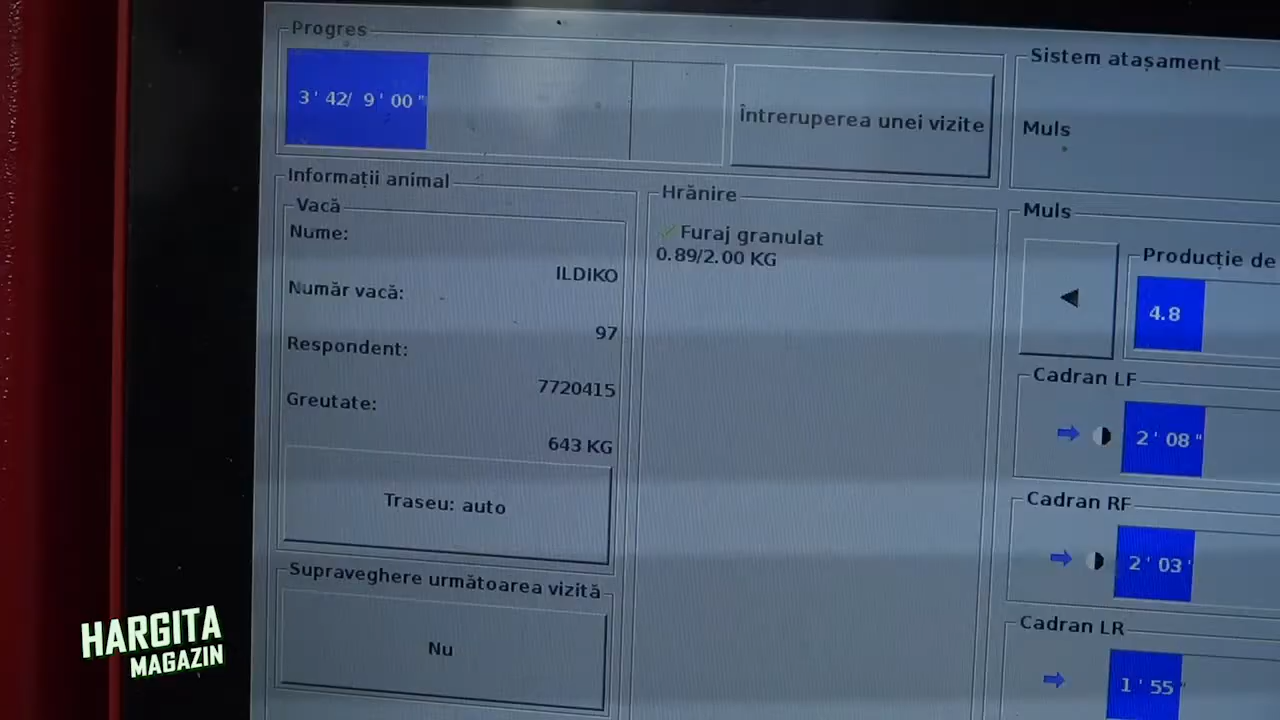 Progres
3 ' 42/ 9 ' 00 "
Întreruperea unei vizite
Sistem atașament
Muls
Informații animal
Vacă
Nume:
ILDIKO
Număr vacă:
97
Respondent:
7720415
Greutate:
643 KG
Traseu: auto
Supraveghere următoarea vizită
Nu
Hrănire
Furaj granulat
0.89/2.00 KG
Muls
Producție de
4.8
Cadran LF
2 ' 08 "
Cadran RF
2 ' 03 '
Cadran LR
1 ' 55 "
HARGITA
MAGAZIN